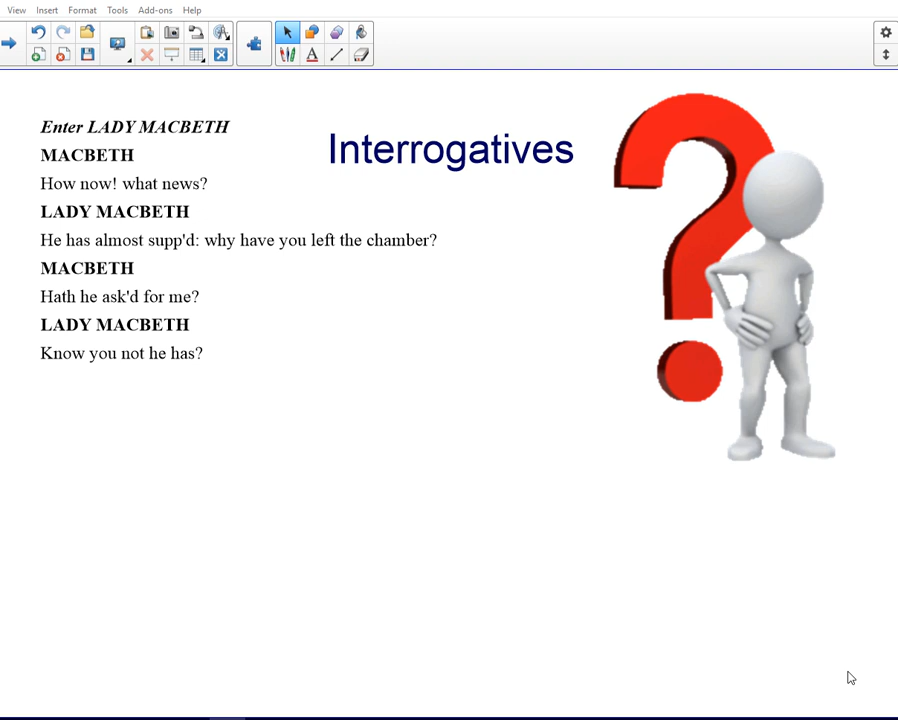 View Insert Format Tools Add-ons Help
Enter LADY MACBETH
Interrogatives
MACBETH
How now! what news?
LADY MACBETH
He has almost supp'd: why have you left the chamber?
MACBETH
Hath he ask'd for me?
LADY MACBETH
Know you not he has?